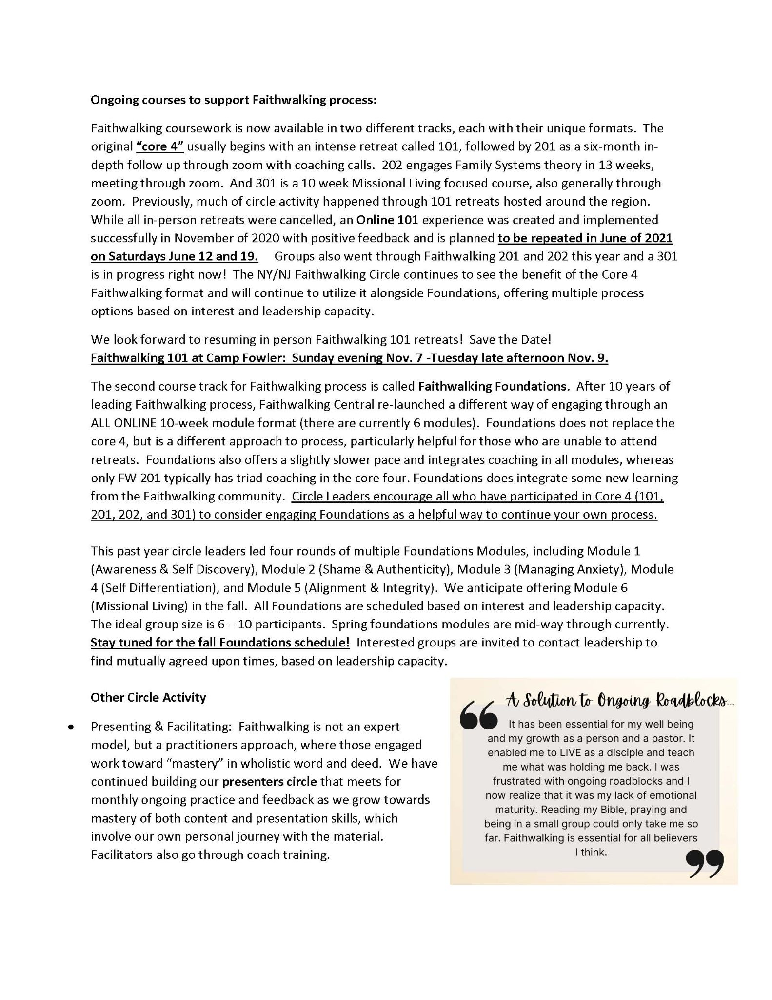 Ongoing courses to support Faithwalking process:
Faithwalking coursework is now available in two different tracks, each with their unique formats.  The
original “core 4” usually begins with an intense retreat called 101, followed by 201 as a six-month in-
depth follow up through zoom with coaching calls.  202 engages Family Systems theory in 13 weeks,
meeting through zoom.  And 301 is a 10 week Missional Living focused course, also generally through
zoom.  Previously, much of circle activity happened through 101 retreats hosted around the region.
While all in-person retreats were cancelled, an Online 101 experience was created and implemented
successfully in November of 2020 with positive feedback and is planned to be repeated in June of 2021
on Saturdays June 12 and 19.    Groups also went through Faithwalking 201 and 202 this year and a 301
is in progress right now!  The NY/NJ Faithwalking Circle continues to see the benefit of the Core 4
Faithwalking format and will continue to utilize it alongside Foundations, offering multiple process
options based on interest and leadership capacity.
We look forward to resuming in person Faithwalking 101 retreats!  Save the Date!
Faithwalking 101 at Camp Fowler:  Sunday evening Nov. 7 -Tuesday late afternoon Nov. 9.
The second course track for Faithwalking process is called Faithwalking Foundations.  After 10 years of
leading Faithwalking process, Faithwalking Central re-launched a different way of engaging through an
ALL ONLINE 10-week module format (there are currently 6 modules).  Foundations does not replace the
core 4, but is a different approach to process, particularly helpful for those who are unable to attend
retreats.  Foundations also offers a slightly slower pace and integrates coaching in all modules, whereas
only FW 201 typically has triad coaching in the core four. Foundations does integrate some new learning
from the Faithwalking community.  Circle Leaders encourage all who have participated in Core 4 (101,
201, 202, and 301) to consider engaging Foundations as a helpful way to continue your own process.
This past year circle leaders led four rounds of multiple Foundations Modules, including Module 1
(Awareness & Self Discovery), Module 2 (Shame & Authenticity), Module 3 (Managing Anxiety), Module
4 (Self Differentiation), and Module 5 (Alignment & Integrity).  We anticipate offering Module 6
(Missional Living) in the fall.  All Foundations are scheduled based on interest and leadership capacity.
The ideal group size is 6 – 10 participants.  Spring foundations modules are mid-way through currently.
Stay tuned for the fall Foundations schedule!  Interested groups are invited to contact leadership to
find mutually agreed upon times, based on leadership capacity.
Other Circle Activity
• Presenting & Facilitating:  Faithwalking is not an expert
model, but a practitioners approach, where those engaged
work toward “mastery” in wholistic word and deed.  We have
continued building our presenters circle that meets for
monthly ongoing practice and feedback as we grow towards
mastery of both content and presentation skills, which
involve our own personal journey with the material.
Facilitators also go through coach training.
A Solution to Ongoing Roadblocks...
“ It has been essential for my well being
and my growth as a person and a pastor. It
enabled me to LIVE as a disciple and teach
me what was holding me back. I was
frustrated with ongoing roadblocks and I
now realize that it was my lack of emotional
maturity. Reading my Bible, praying and
being in a small group could only take me so
far. Faithwalking is essential for all believers
I think. ”